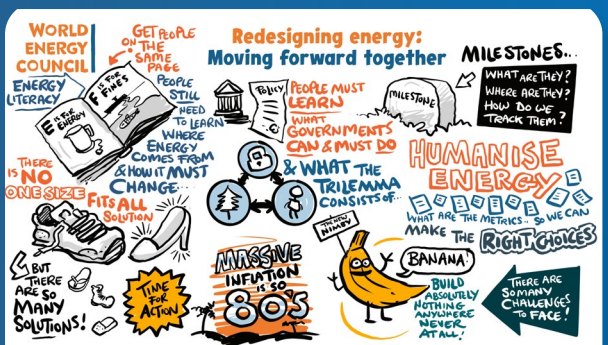 WORLD
ENERGY
COUNCIL
GET PEOPLE
ON THE
SAME
PAGE
ENERGY
LITERACY
E IS FOR ENERGY
F IS FOR FINES
PEOPLE
STILL
NEED
TO LEARN
WHERE
ENERGY
COMES FROM
& HOW IT MUST
CHANGE...
Redesigning energy:
Moving forward together
POLICY
PEOPLE MUST
LEARN
WHAT
GOVERNMENTS
CAN & MUST DO
& WHAT THE
TRILEMMA
CONSISTS OF...
MILESTONES...
MILESTONE
WHAT ARE THEY?
WHERE ARE THEY?
HOW DO WE
TRACK THEM?
HUMANISE
ENERGY
WHAT ARE THE METRICS.. SO WE CAN
MAKE THE RIGHT CHOICES
THERE
IS NO
ONE SIZE
FITS ALL
SOLUTION
BUT
THERE
ARE SO
MANY
SOLUTIONS!
TIME
FOR
ACTION
MASSIVE
INFLATION
IS SO
80'S
THE NEW
NIMBY
BANANA!
BUILD
ABSOLUTELY
NOTHING
ANYWHERE
NEVER
AT ALL!
THERE ARE
SO MANY
CHALLENGES
TO FACE!